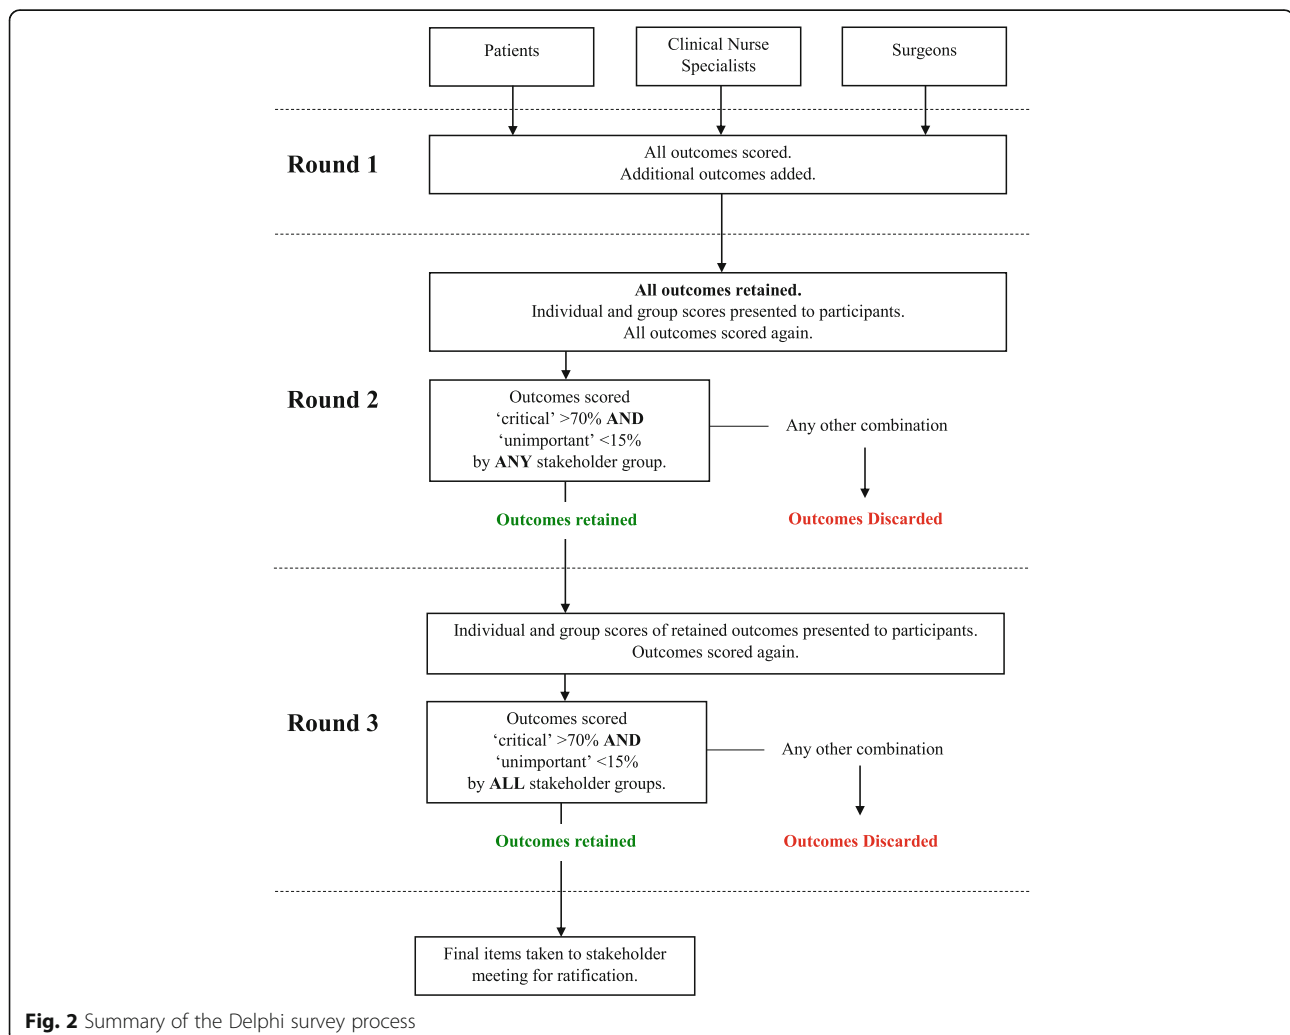 Patients
Clinical Nurse
Specialists
Surgeons
Round 1
All outcomes scored.
Additional outcomes added.
All outcomes retained.
Individual and group scores presented to participants.
All outcomes scored again.
Round 2
Outcomes scored
‘critical’ >70% AND
‘unimportant’ <15%
by ANY stakeholder group.
Any other combination
Outcomes retained
Outcomes Discarded
Individual and group scores of retained outcomes presented to participants.
Outcomes scored again.
Round 3
Outcomes scored
‘critical’ >70% AND
‘unimportant’ <15%
by ALL stakeholder groups.
Any other combination
Outcomes retained
Outcomes Discarded
Final items taken to stakeholder
meeting for ratification.
Fig. 2 Summary of the Delphi survey process